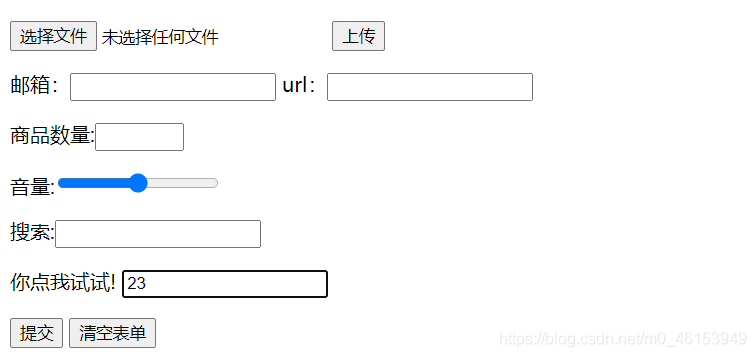 选择文件 未选择任何文件 上传
邮箱： url：
商品数量:
音量:
搜索:
你点我试试! 23
提交 清空表单
https://blog.csdn.net/m0_46153949